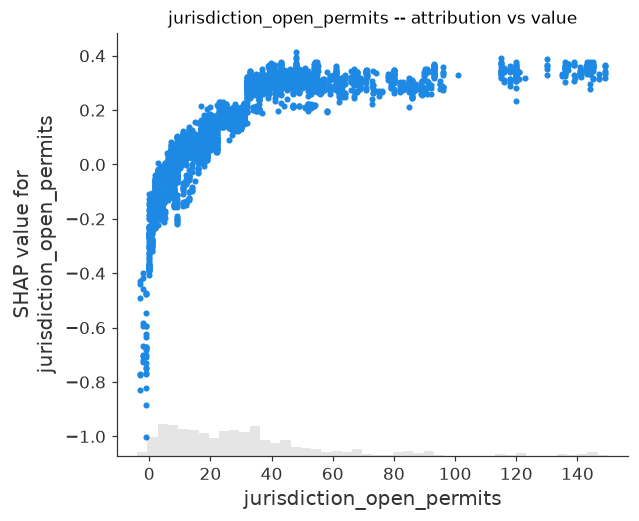 jurisdiction_open_permits -- attribution vs value
SHAP value for
jurisdiction_open_permits
0.4
0.2
0.0
−0.2
−0.4
−0.6
−0.8
−1.0
0 20 40 60 80 100 120 140
jurisdiction_open_permits